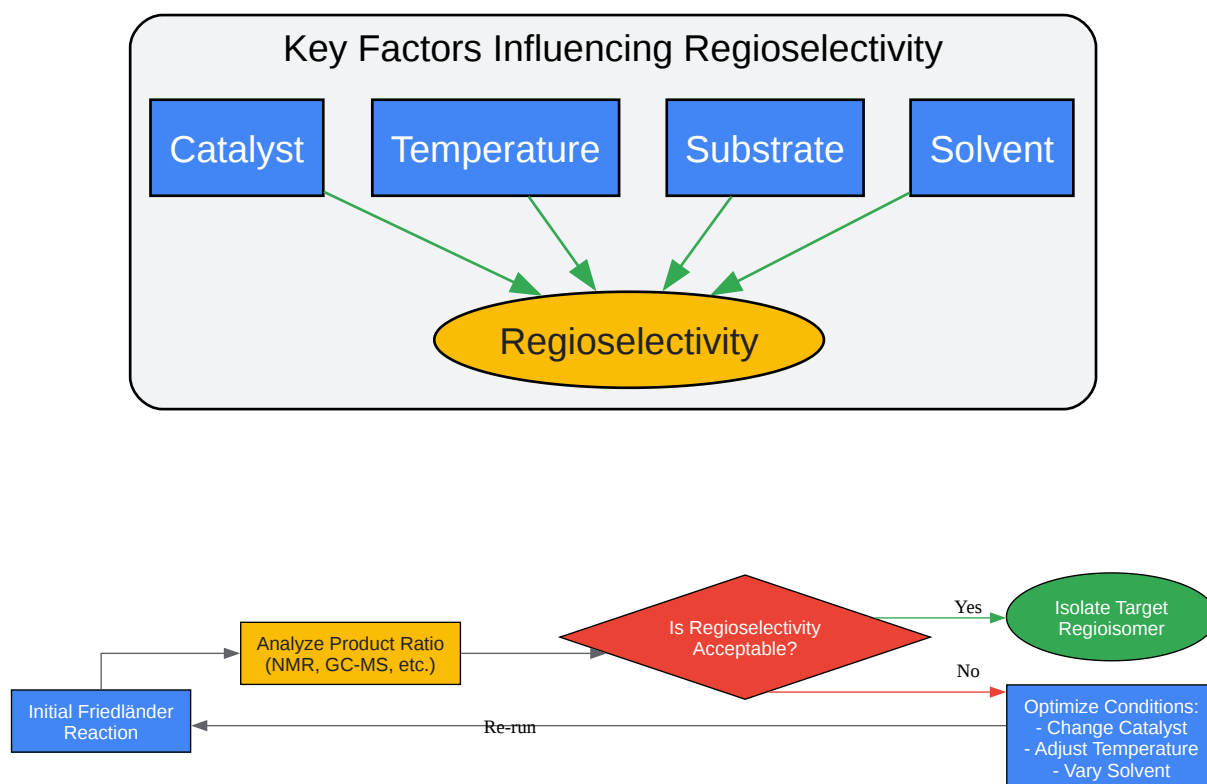 Key Factors Influencing Regioselectivity
Catalyst
Temperature
Substrate
Solvent
Regioselectivity
Yes
Isolate Target
Regioisomer
Is Regioselectivity
Acceptable?
Analyze Product Ratio
(NMR, GC-MS, etc.)
No
Initial Friedländer
Reaction
Re-run
Optimize Conditions:
- Change Catalyst
- Adjust Temperature
- Vary Solvent